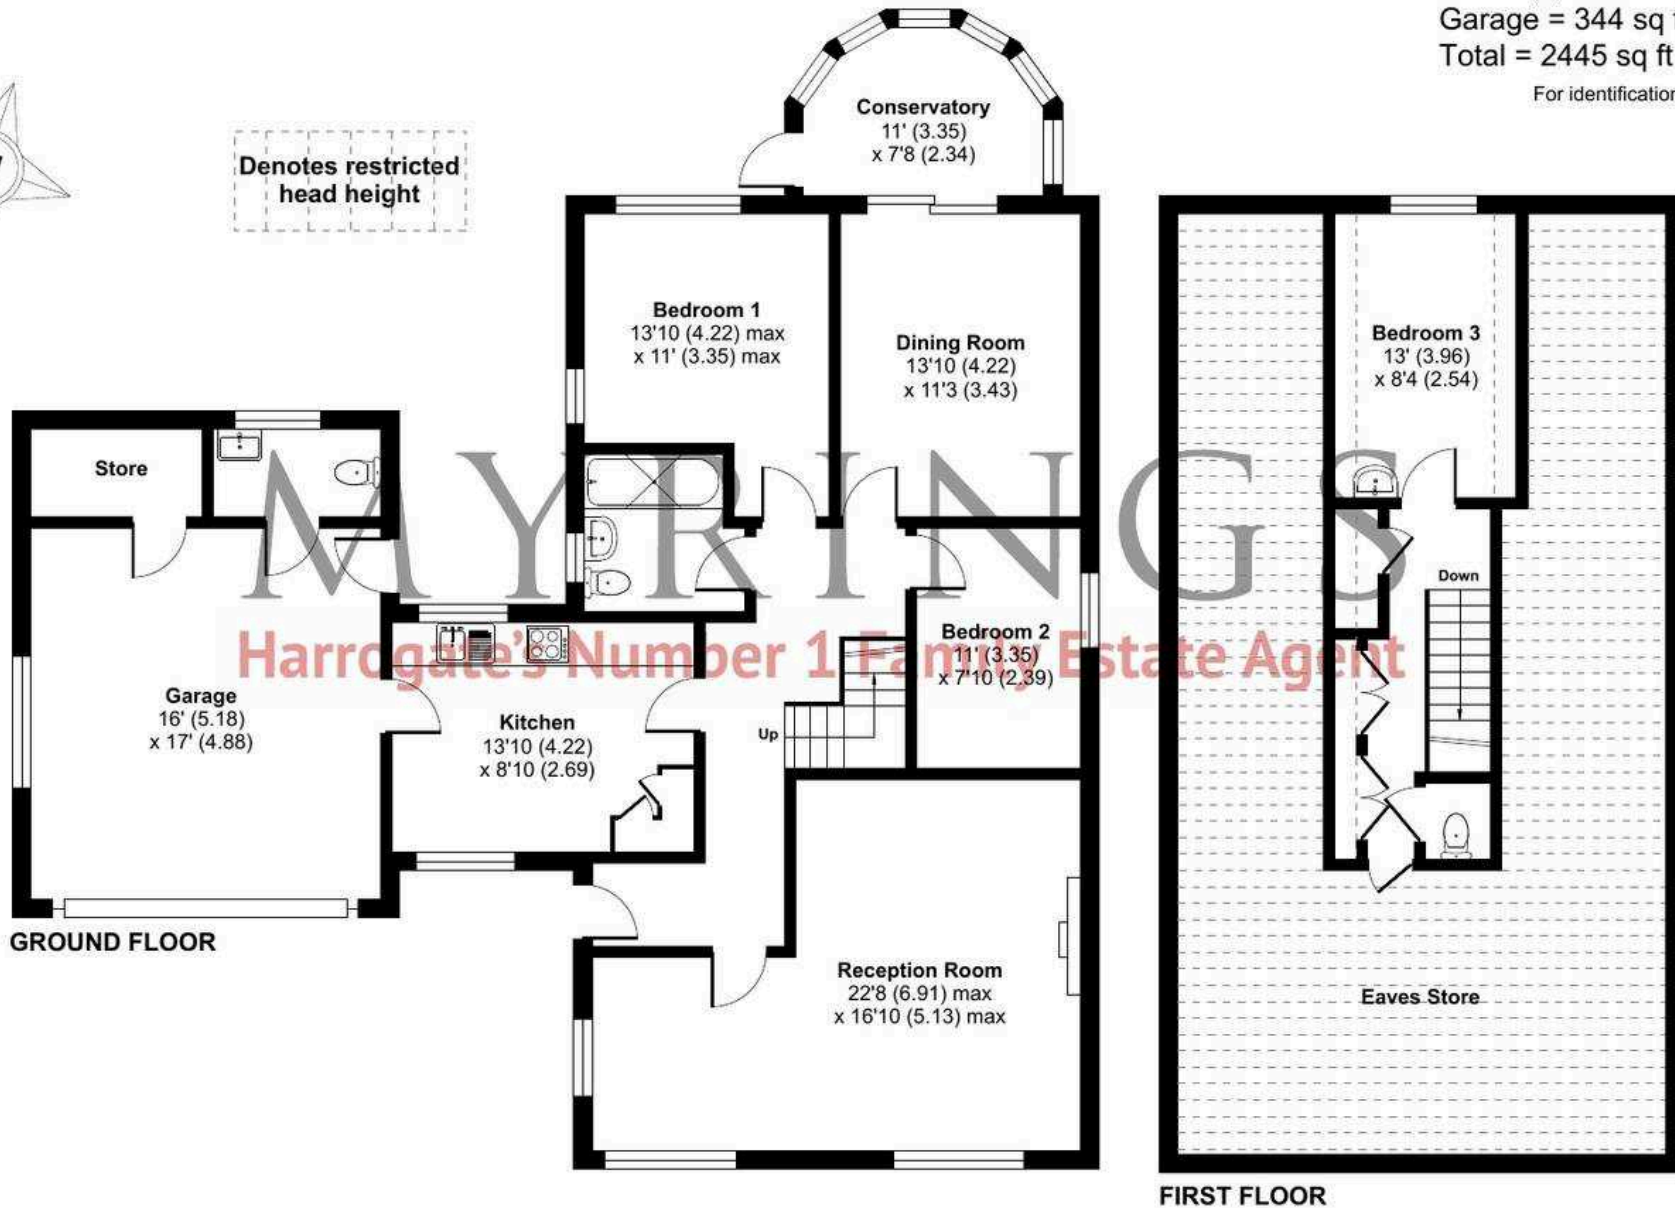 Garage = 344 sq
Total = 2445 sq ft
For identification
Denotes restricted
head height
Conservatory
11' (3.35)
x 7'8 (2.34)
Bedroom 1
13'10 (4.22) max
x 11' (3.35) max
Dining Room
13'10 (4.22)
x 11'3 (3.43)
Bedroom 3
13' (3.96)
x 8'4 (2.54)
Store
MYRINGS
Harrogate's Number 1 Family Estate Agent
Down
Bedroom 2
11' (3.35)
x 7'10 (2.39)
Garage
16' (5.18)
x 17' (4.88)
Kitchen
13'10 (4.22)
x 8'10 (2.69)
Up
GROUND FLOOR
Reception Room
22'8 (6.91) max
x 16'10 (5.13) max
Eaves Store
FIRST FLOOR